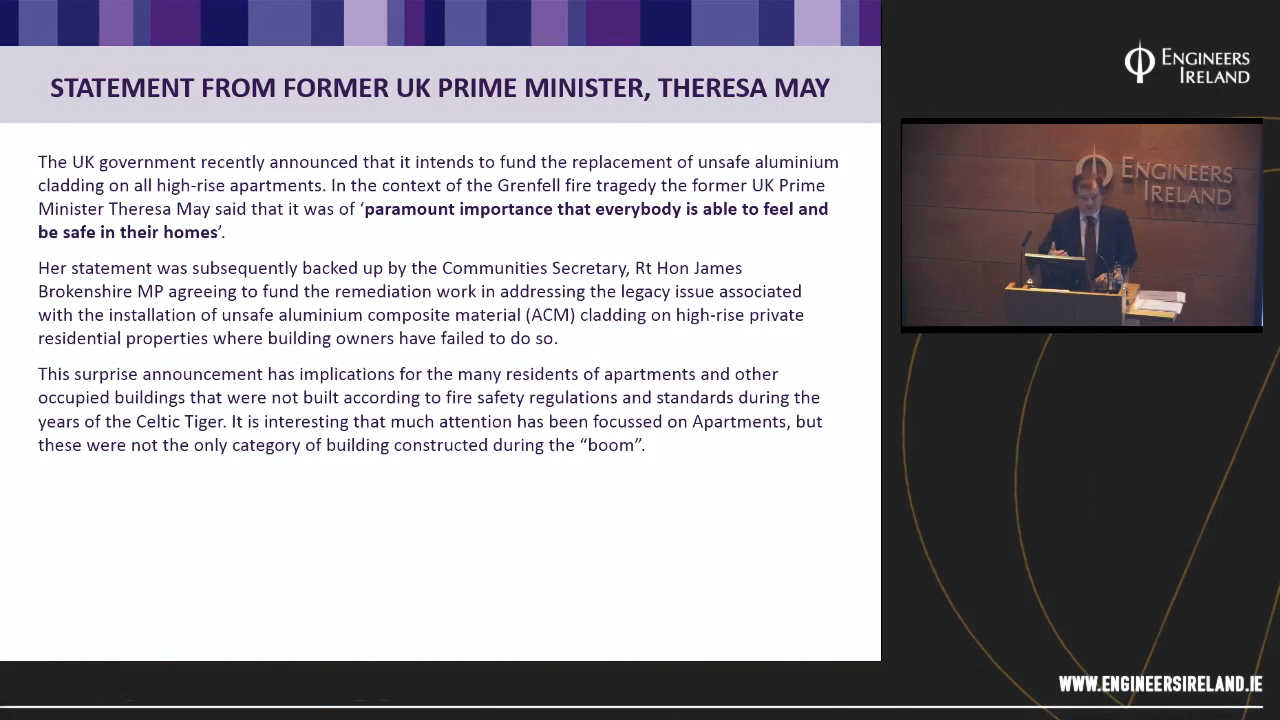 STATEMENT FROM FORMER UK PRIME MINISTER, THERESA MAY
The UK government recently announced that it intends to fund the replacement of unsafe aluminium
cladding on all high-rise apartments. In the context of the Grenfell fire tragedy the former UK Prime
Minister Theresa May said that it was of ‘paramount importance that everybody is able to feel and
be safe in their homes’.
Her statement was subsequently backed up by the Communities Secretary, Rt Hon James
Brokenshire MP agreeing to fund the remediation work in addressing the legacy issue associated
with the installation of unsafe aluminium composite material (ACM) cladding on high-rise private
residential properties where building owners have failed to do so.
This surprise announcement has implications for the many residents of apartments and other
occupied buildings that were not built according to fire safety regulations and standards during the
years of the Celtic Tiger. It is interesting that much attention has been focussed on Apartments, but
these were not the only category of building constructed during the “boom”.
ENGINEERS
IRELAND
ENGINEERS
IRELAND
WWW.ENGINEERSIRELAND.IE